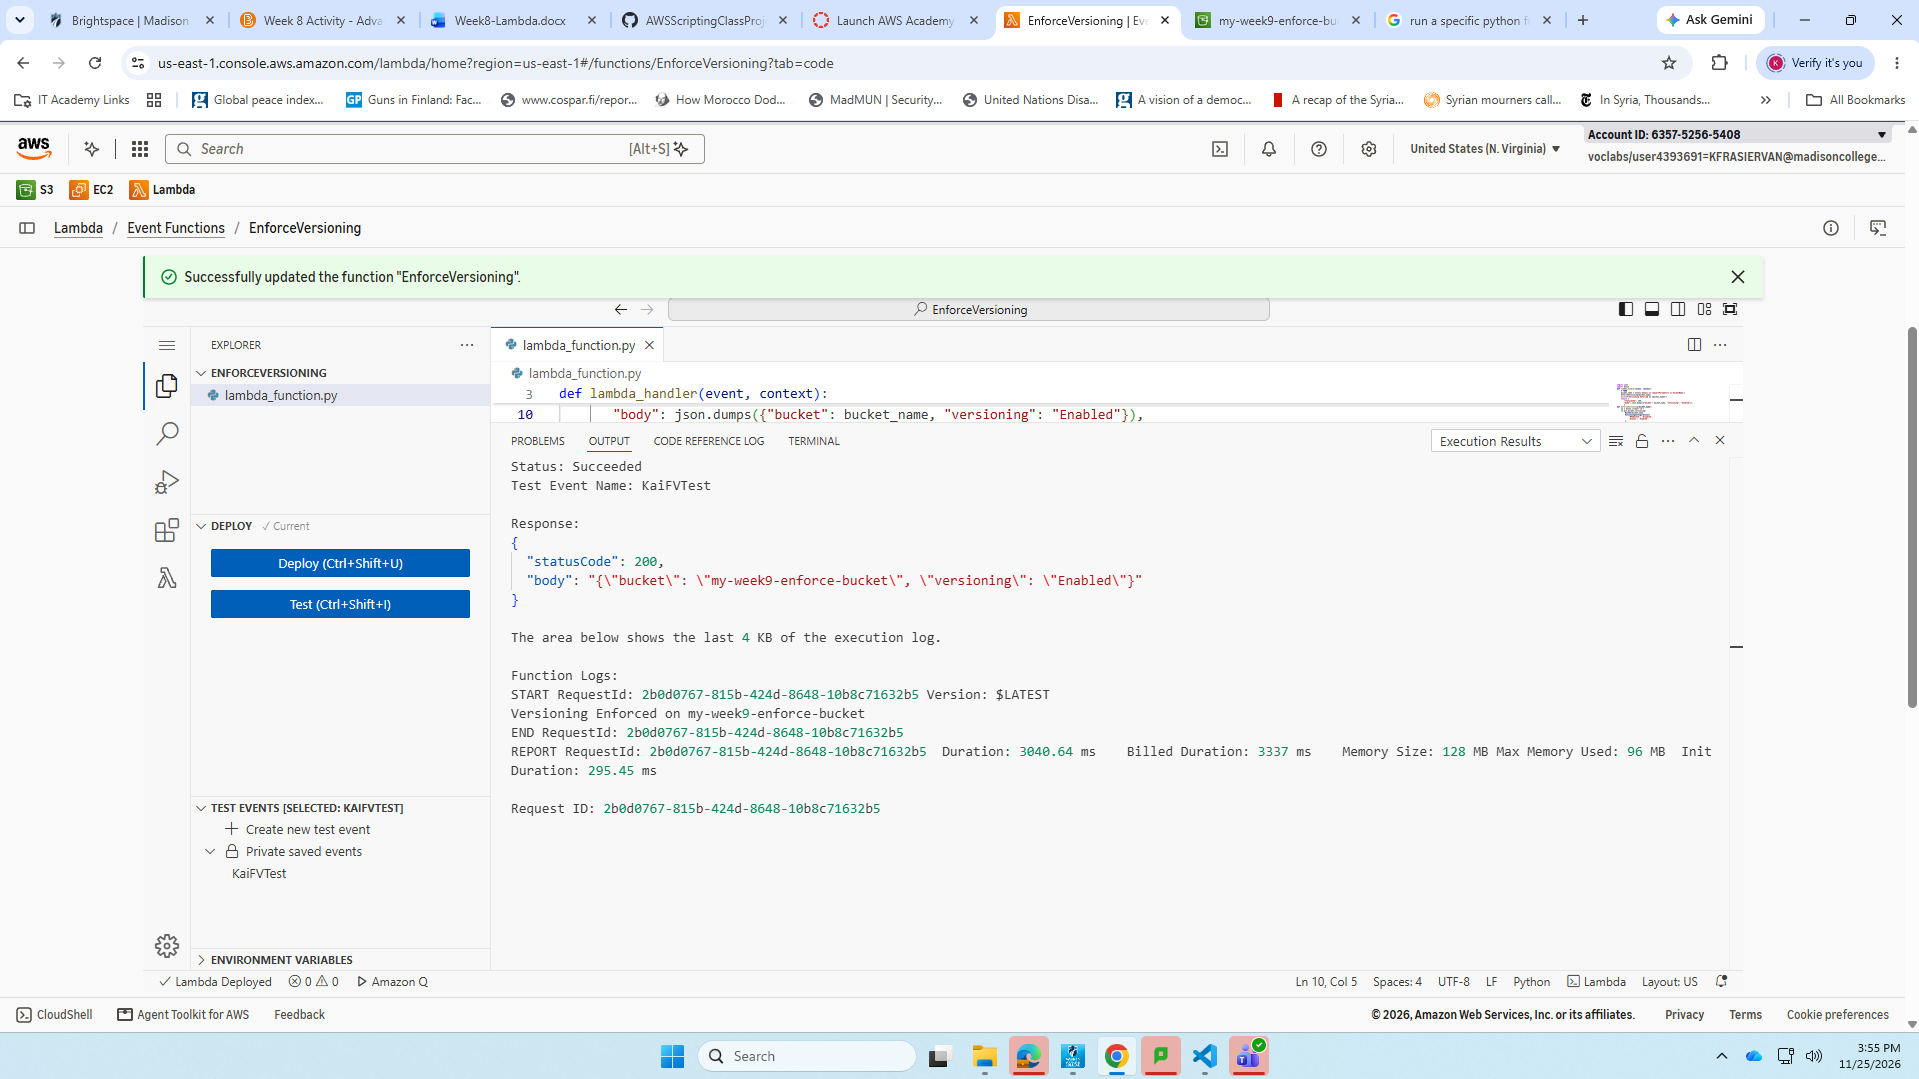 Brightspace | Madison
Week 8 Activity - Adva
Week8-Lambda.docx
AWSScriptingClassProj
Launch AWS Academy
EnforceVersioning | Ev
my-week9-enforce-bu
run a specific python f
Ask Gemini
us-east-1.console.aws.amazon.com/lambda/home?region=us-east-1#/functions/EnforceVersioning?tab=code
Verify it's you
IT Academy Links
Global peace index...
Guns in Finland: Fac...
www.cospar.fi/repor...
How Morocco Dod...
MadMUN | Security...
United Nations Disa...
A vision of a democ...
A recap of the Syria...
Syrian mourners call...
In Syria, Thousands...
All Bookmarks
aws
Search
[Alt+S]
United States (N. Virginia)
Account ID: 6357-5256-5408
voclabs/user4393691=KFRASIERVAN@madisoncollege...
S3
EC2
Lambda
Lambda / Event Functions / EnforceVersioning
Successfully updated the function "EnforceVersioning".
EnforceVersioning
EXPLORER
ENFORCEVERSIONING
lambda_function.py
DEPLOY ✓ Current
Deploy (Ctrl+Shift+U)
Test (Ctrl+Shift+I)
TEST EVENTS [SELECTED: KAIFVTEST]
Create new test event
Private saved events
KaiFVTest
ENVIRONMENT VARIABLES
lambda_function.py
lambda_function.py
3 def lambda_handler(event, context):
10 "body": json.dumps({"bucket": bucket_name, "versioning": "Enabled"}),
PROBLEMS OUTPUT CODE REFERENCE LOG TERMINAL
Execution Results
Status: Succeeded
Test Event Name: KaiFVTest
Response:
{
"statusCode": 200,
"body": "{\"bucket\": \"my-week9-enforce-bucket\", \"versioning\": \"Enabled\"}"
}
The area below shows the last 4 KB of the execution log.
Function Logs:
START RequestId: 2b0d0767-815b-424d-8648-10b8c71632b5 Version: $LATEST
Versioning Enforced on my-week9-enforce-bucket
END RequestId: 2b0d0767-815b-424d-8648-10b8c71632b5
REPORT RequestId: 2b0d0767-815b-424d-8648-10b8c71632b5 Duration: 3040.64 ms Billed Duration: 3337 ms Memory Size: 128 MB Max Memory Used: 96 MB Init
Duration: 295.45 ms
Request ID: 2b0d0767-815b-424d-8648-10b8c71632b5
Lambda Deployed
0 0
Amazon Q
Ln 10, Col 5
Spaces: 4
UTF-8
LF
Python
Lambda
Layout: US
CloudShell
Agent Toolkit for AWS
Feedback
© 2026, Amazon Web Services, Inc. or its affiliates.
Privacy
Terms
Cookie preferences
Search
3:55 PM
11/25/2026